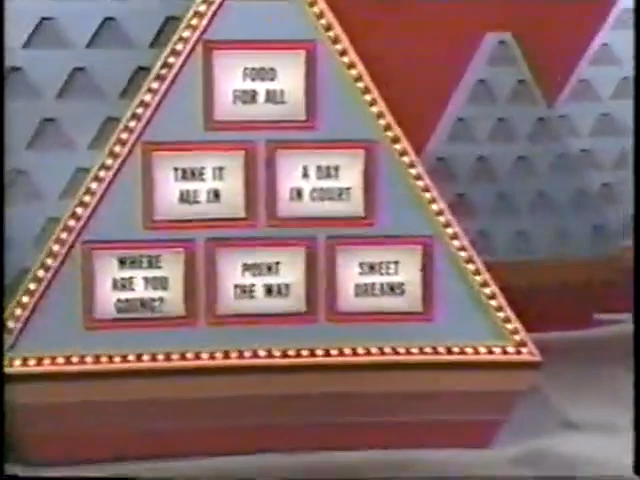 FOOD
FOR ALL
TAKE IT
ALL IN
A DAY
IN COURT
WHERE
ARE YOU
GOING?
POINT
THE WAY
SWEET
DREAMS